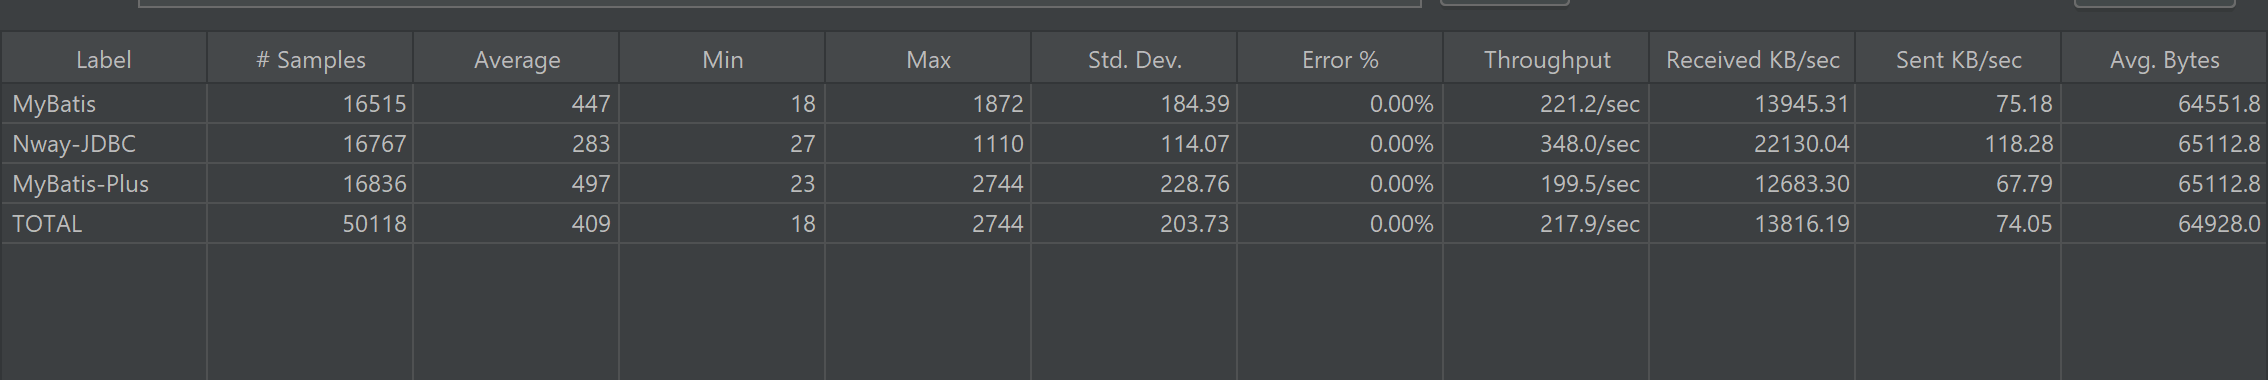 Label # Samples Average Min Max Std. Dev. Error % Throughput Received KB/sec Sent KB/sec Avg. Bytes
MyBatis 16515 447 18 1872 184.39 0.00% 221.2/sec 13945.31 75.18 64551.8
Nway-JDBC 16767 283 27 1110 114.07 0.00% 348.0/sec 22130.04 118.28 65112.8
MyBatis-Plus 16836 497 23 2744 228.76 0.00% 199.5/sec 12683.30 67.79 65112.8
TOTAL 50118 409 18 2744 203.73 0.00% 217.9/sec 13816.19 74.05 64928.0